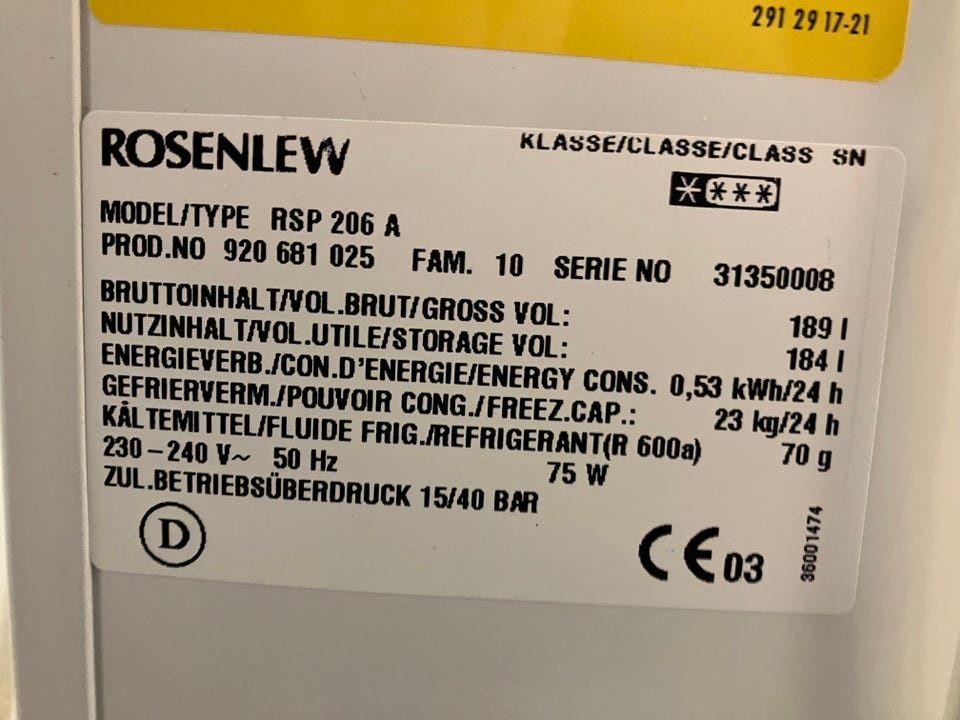 291 29 17-21
ROSENLEW
KLASSE/CLASSE/CLASS SN
MODEL/TYPE RSP 206 A
PROD.NO 920 681 025 FAM. 10 SERIE NO 31350008
BRUTTOINHALT/VOL.BRUT/GROSS VOL: 189 l
NUTZINHALT/VOL.UTILE/STORAGE VOL: 184 l
ENERGIEVERB./CON.D'ENERGIE/ENERGY CONS. 0,53 kWh/24 h
GEFRIERVERM./POUVOIR CONG./FREEZ.CAP.: 23 kg/24 h
KÅLTEMITTEL/FLUIDE FRIG./REFRIGERANT(R 600a) 70 g
230-240 V~ 50 Hz 75 W
ZUL.BETRIEBSÜBERDRUCK 15/40 BAR
D
CE 03
36001474